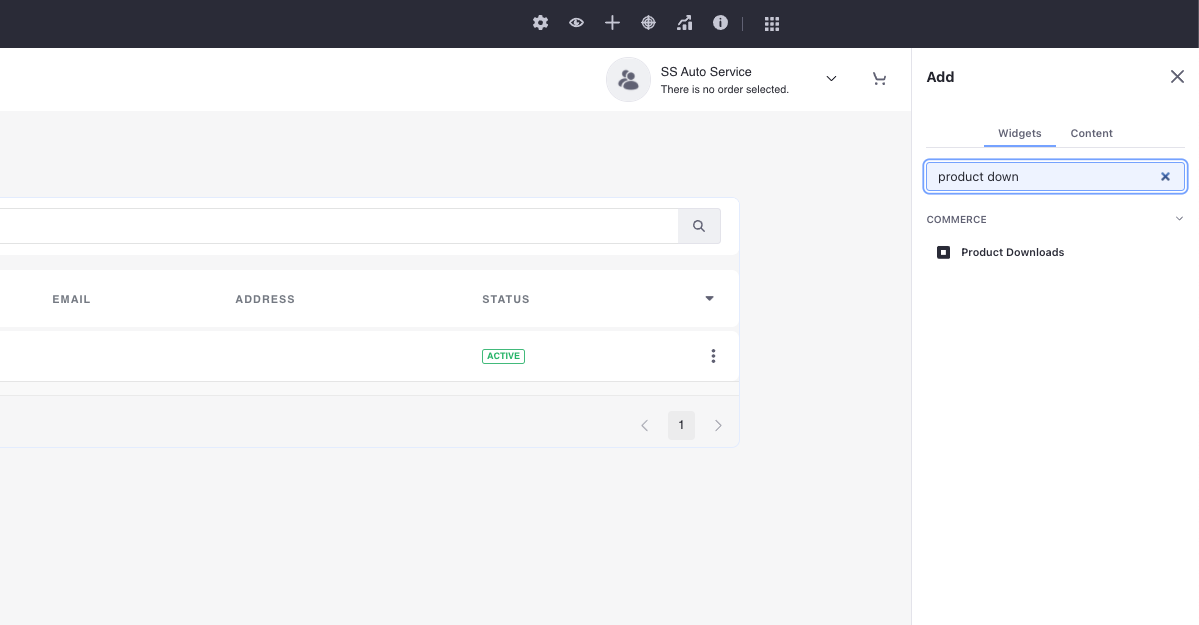 SS Auto Service
There is no order selected.
Add
Widgets Content
product down
COMMERCE
Product Downloads
EMAIL ADDRESS STATUS
ACTIVE
1